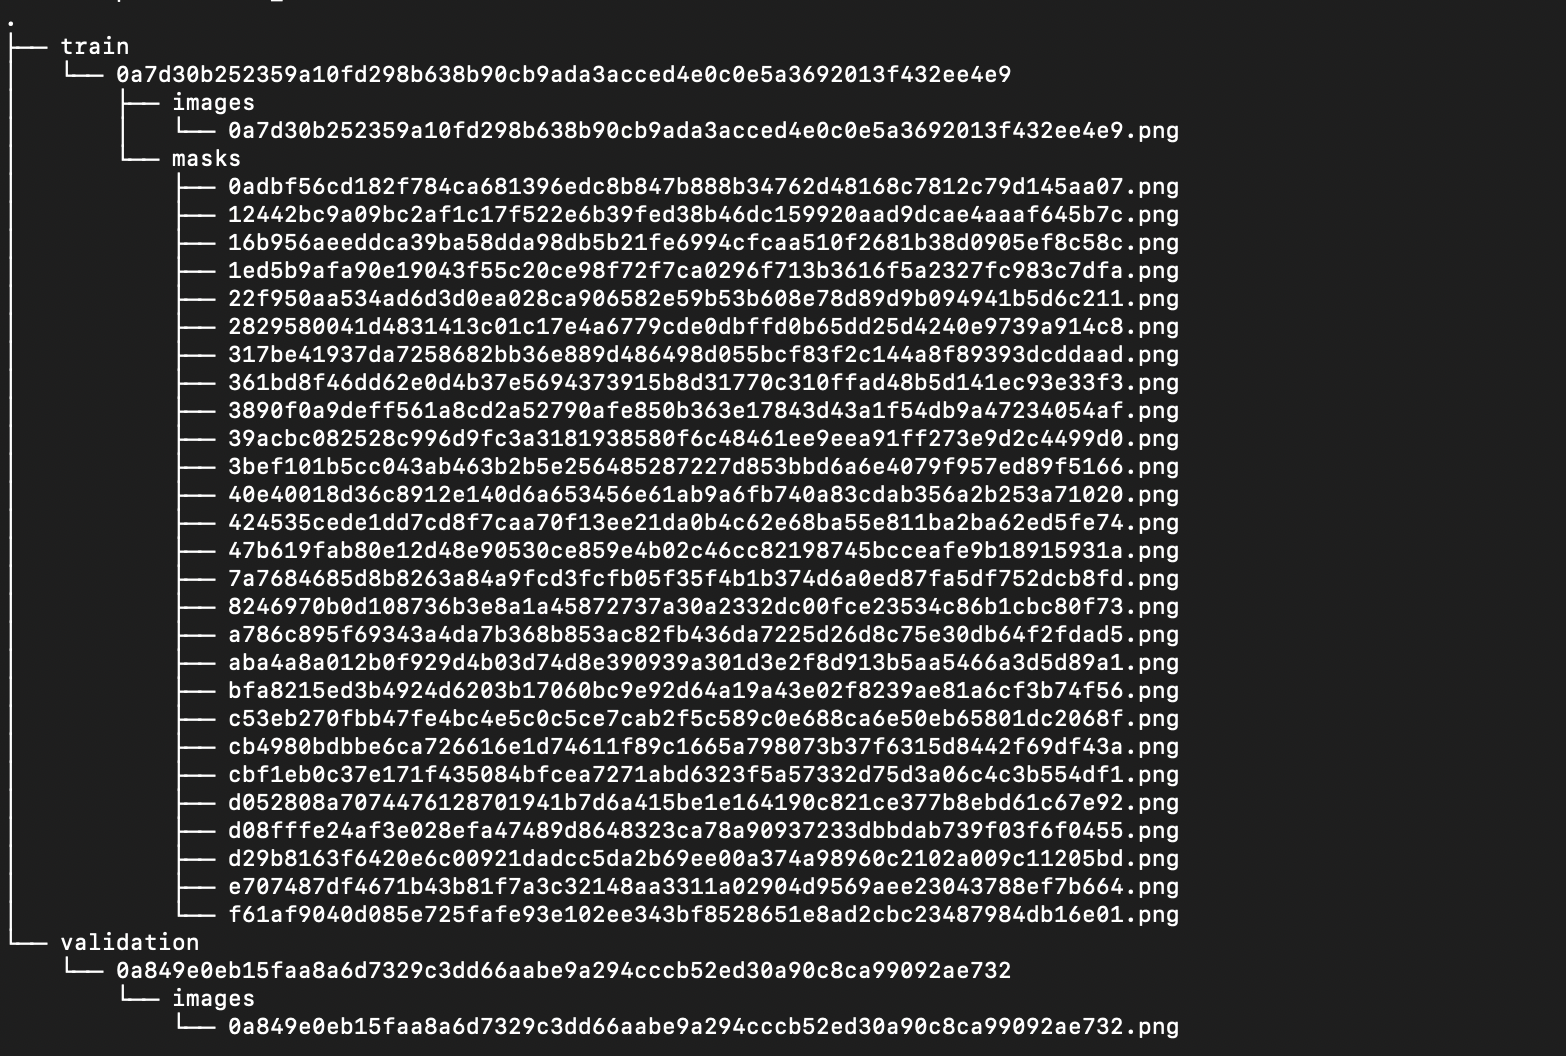 .
├── train
│   └── 0a7d30b252359a10fd298b638b90cb9ada3acced4e0c0e5a3692013f432ee4e9
│       ├── images
│       │   └── 0a7d30b252359a10fd298b638b90cb9ada3acced4e0c0e5a3692013f432ee4e9.png
│       └── masks
│           ├── 0adbf56cd182f784ca681396edc8b847b888b34762d48168c7812c79d145aa07.png
│           ├── 12442bc9a09bc2af1c17f522e6b39fed38b46dc159920aad9dcae4aaaf645b7c.png
│           ├── 16b956aeeddca39ba58dda98db5b21fe6994cfcaa510f2681b38d0905ef8c58c.png
│           ├── 1ed5b9afa90e19043f55c20ce98f72f7ca0296f713b3616f5a2327fc983c7dfa.png
│           ├── 22f950aa534ad6d3d0ea028ca906582e59b53b608e78d89d9b094941b5d6c211.png
│           ├── 2829580041d4831413c01c17e4a6779cde0dbffd0b65dd25d4240e9739a914c8.png
│           ├── 317be41937da7258682bb36e889d486498d055bcf83f2c144a8f89393dcddaad.png
│           ├── 361bd8f46dd62e0d4b37e5694373915b8d31770c310ffad48b5d141ec93e33f3.png
│           ├── 3890f0a9deff561a8cd2a52790afe850b363e17843d43a1f54db9a47234054af.png
│           ├── 39acbc082528c996d9fc3a3181938580f6c48461ee9eea91ff273e9d2c4499d0.png
│           ├── 3bef101b5cc043ab463b2b5e256485287227d853bbd6a6e4079f957ed89f5166.png
│           ├── 40e40018d36c8912e140d6a653456e61ab9a6fb740a83cdab356a2b253a71020.png
│           ├── 424535cede1dd7cd8f7caa70f13ee21da0b4c62e68ba55e811ba2ba62ed5fe74.png
│           ├── 47b619fab80e12d48e90530ce859e4b02c46cc82198745bcceafe9b18915931a.png
│           ├── 7a7684685d8b8263a84a9fcd3fcfb05f35f4b1b374d6a0ed87fa5df752dcb8fd.png
│           ├── 8246970b0d108736b3e8a1a45872737a30a2332dc00fce23534c86b1cbc80f73.png
│           ├── a786c895f69343a4da7b368b853ac82fb436da7225d26d8c75e30db64f2fdad5.png
│           ├── aba4a8a012b0f929d4b03d74d8e390939a301d3e2f8d913b5aa5466a3d5d89a1.png
│           ├── bfa8215ed3b4924d6203b17060bc9e92d64a19a43e02f8239ae81a6cf3b74f56.png
│           ├── c53eb270fbb47fe4bc4e5c0c5ce7cab2f5c589c0e688ca6e50eb65801dc2068f.png
│           ├── cb4980bdbbe6ca726616e1d74611f89c1665a798073b37f6315d8442f69df43a.png
│           ├── cbf1eb0c37e171f435084bfcea7271abd6323f5a57332d75d3a06c4c3b554df1.png
│           ├── d052808a7074476128701941b7d6a415be1e164190c821ce377b8ebd61c67e92.png
│           ├── d08fffe24af3e028efa47489d8648323ca78a90937233dbbdab739f03f6f0455.png
│           ├── d29b8163f6420e6c00921dadcc5da2b69ee00a374a98960c2102a009c11205bd.png
│           ├── e707487df4671b43b81f7a3c32148aa3311a02904d9569aee23043788ef7b664.png
│           └── f61af9040d085e725fafe93e102ee343bf8528651e8ad2cbc23487984db16e01.png
└── validation
    └── 0a849e0eb15faa8a6d7329c3dd66aabe9a294cccb52ed30a90c8ca99092ae732
        └── images
            └── 0a849e0eb15faa8a6d7329c3dd66aabe9a294cccb52ed30a90c8ca99092ae732.png